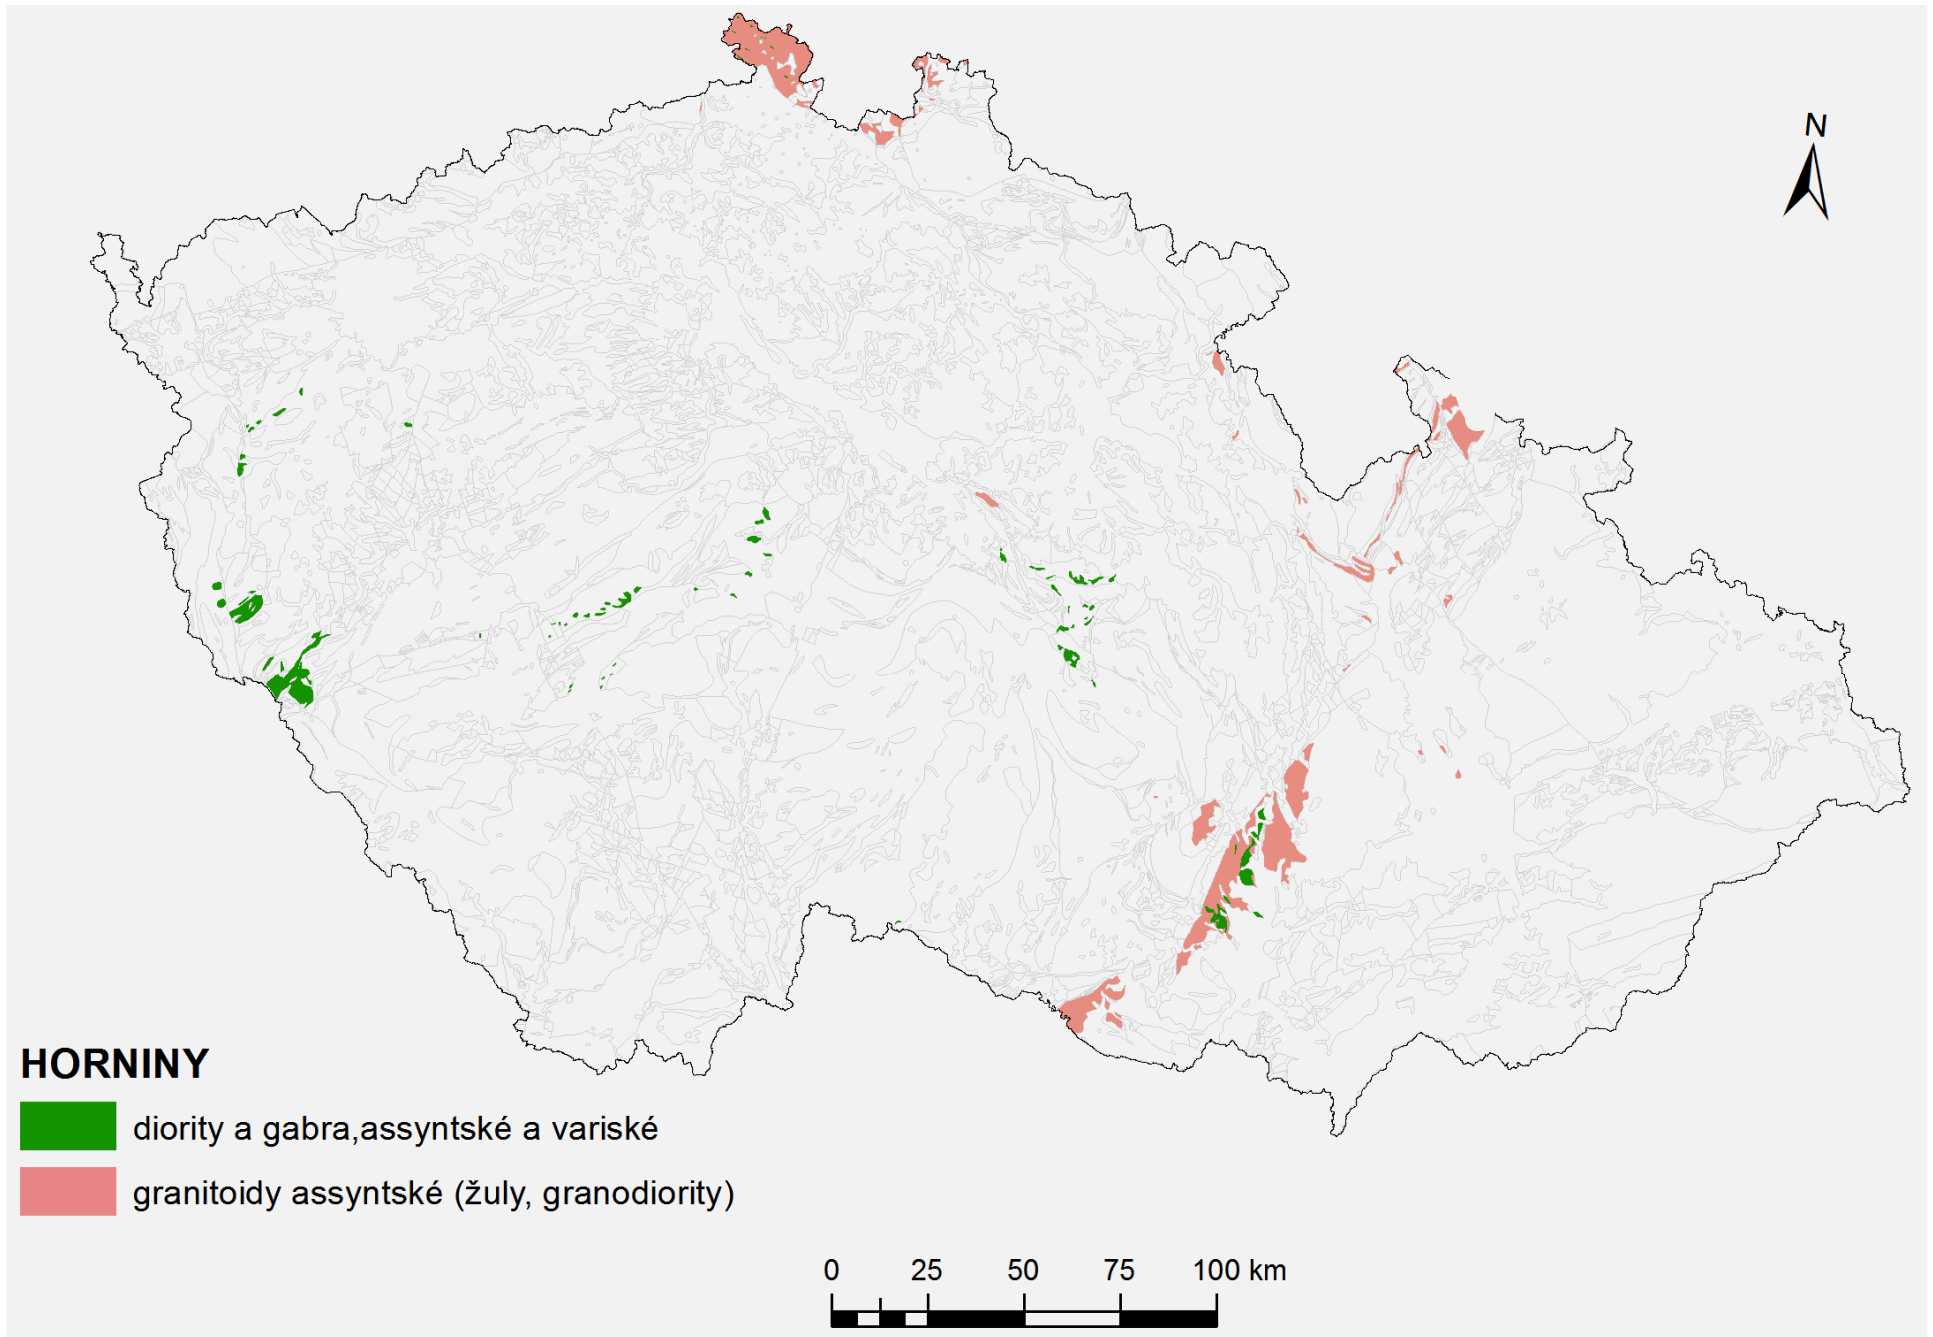 N
HORNINY
diority a gabra,assyntské a variské
granitoidy assyntské (žuly, granodiority)
0 25 50 75 100 km